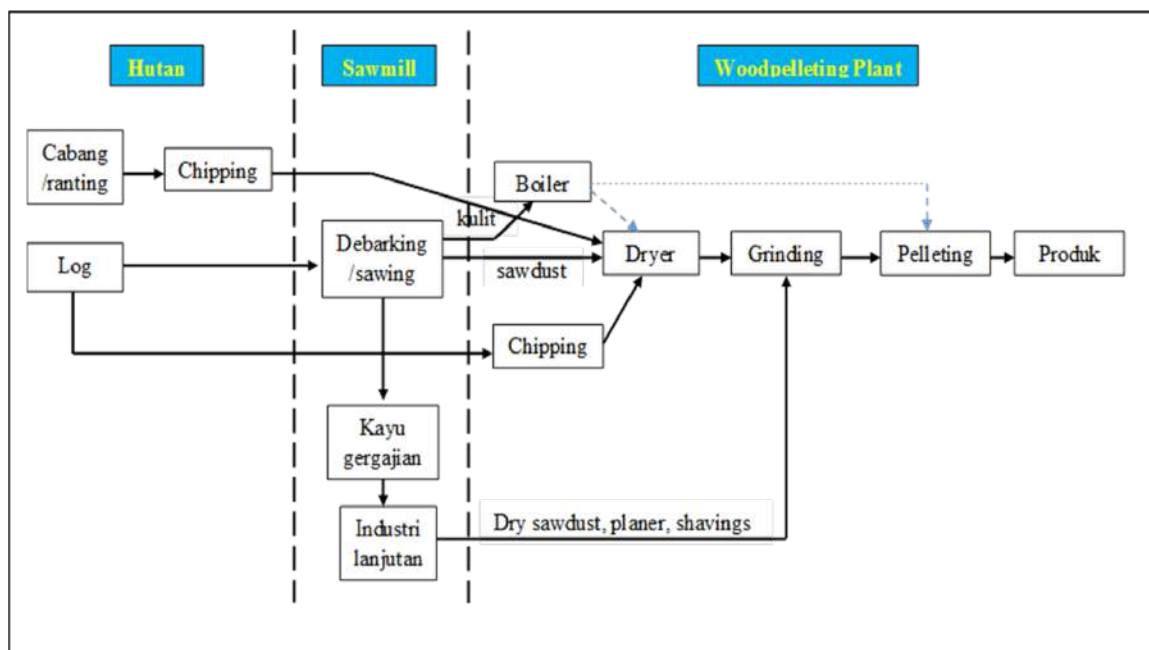 Hutan
Sawmill
Woodpelleting Plant
Cabang
/ranting
Chipping
Boiler
kulit
Debarking
/sawing
Log
sawdust
Dryer
Grinding
Pelleting
Produk
Chipping
Kayu
gergajian
Industri
lanjutan
Dry sawdust, planer, shavings